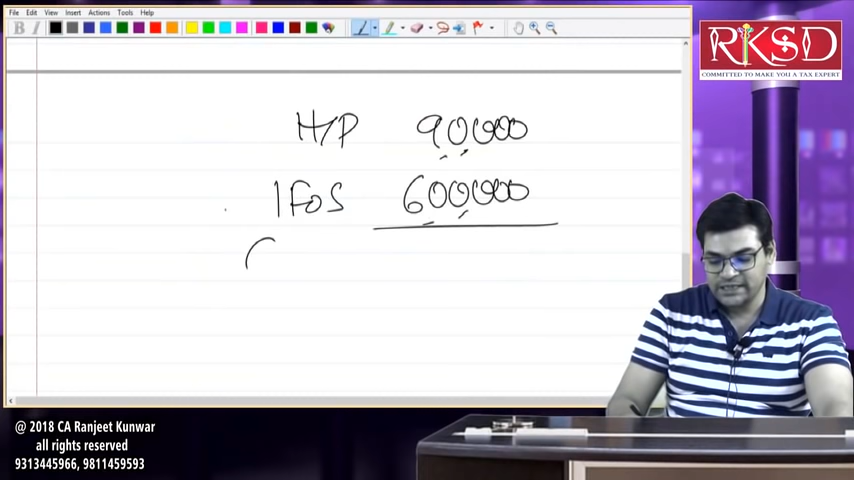 File Edit View Insert Actions Tools Help
B I
RKSD
COMMITTED TO MAKE YOU A TAX EXPERT
H/P 900000
IFOS 600000
(
@ 2018 CA Ranjeet Kunwar
all rights reserved
9313445966, 9811459593